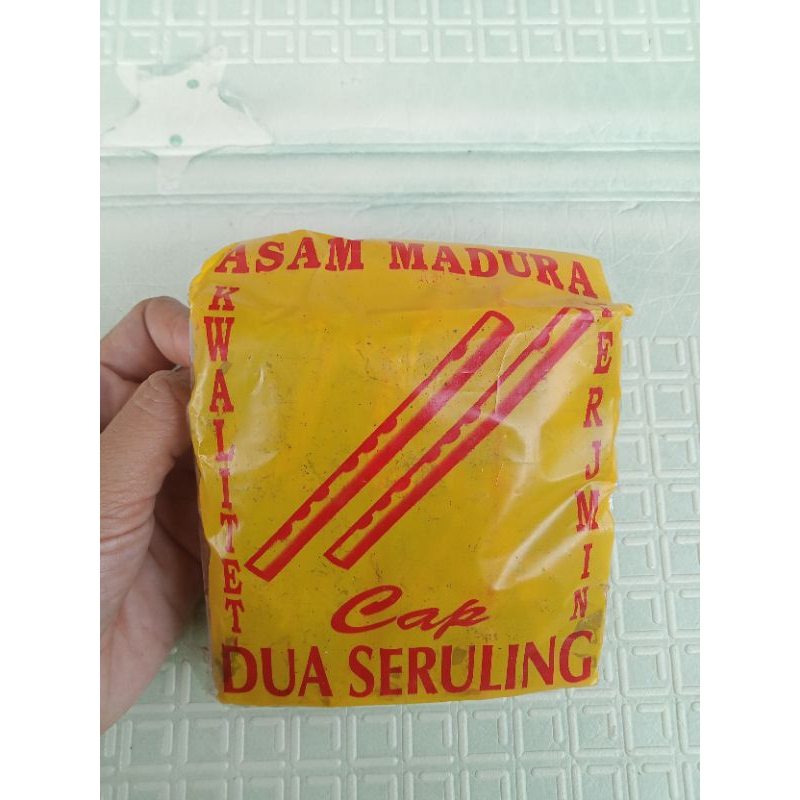 ASAM MADURA
KWALITET
TERJMIN
Cap
DUA SERULING